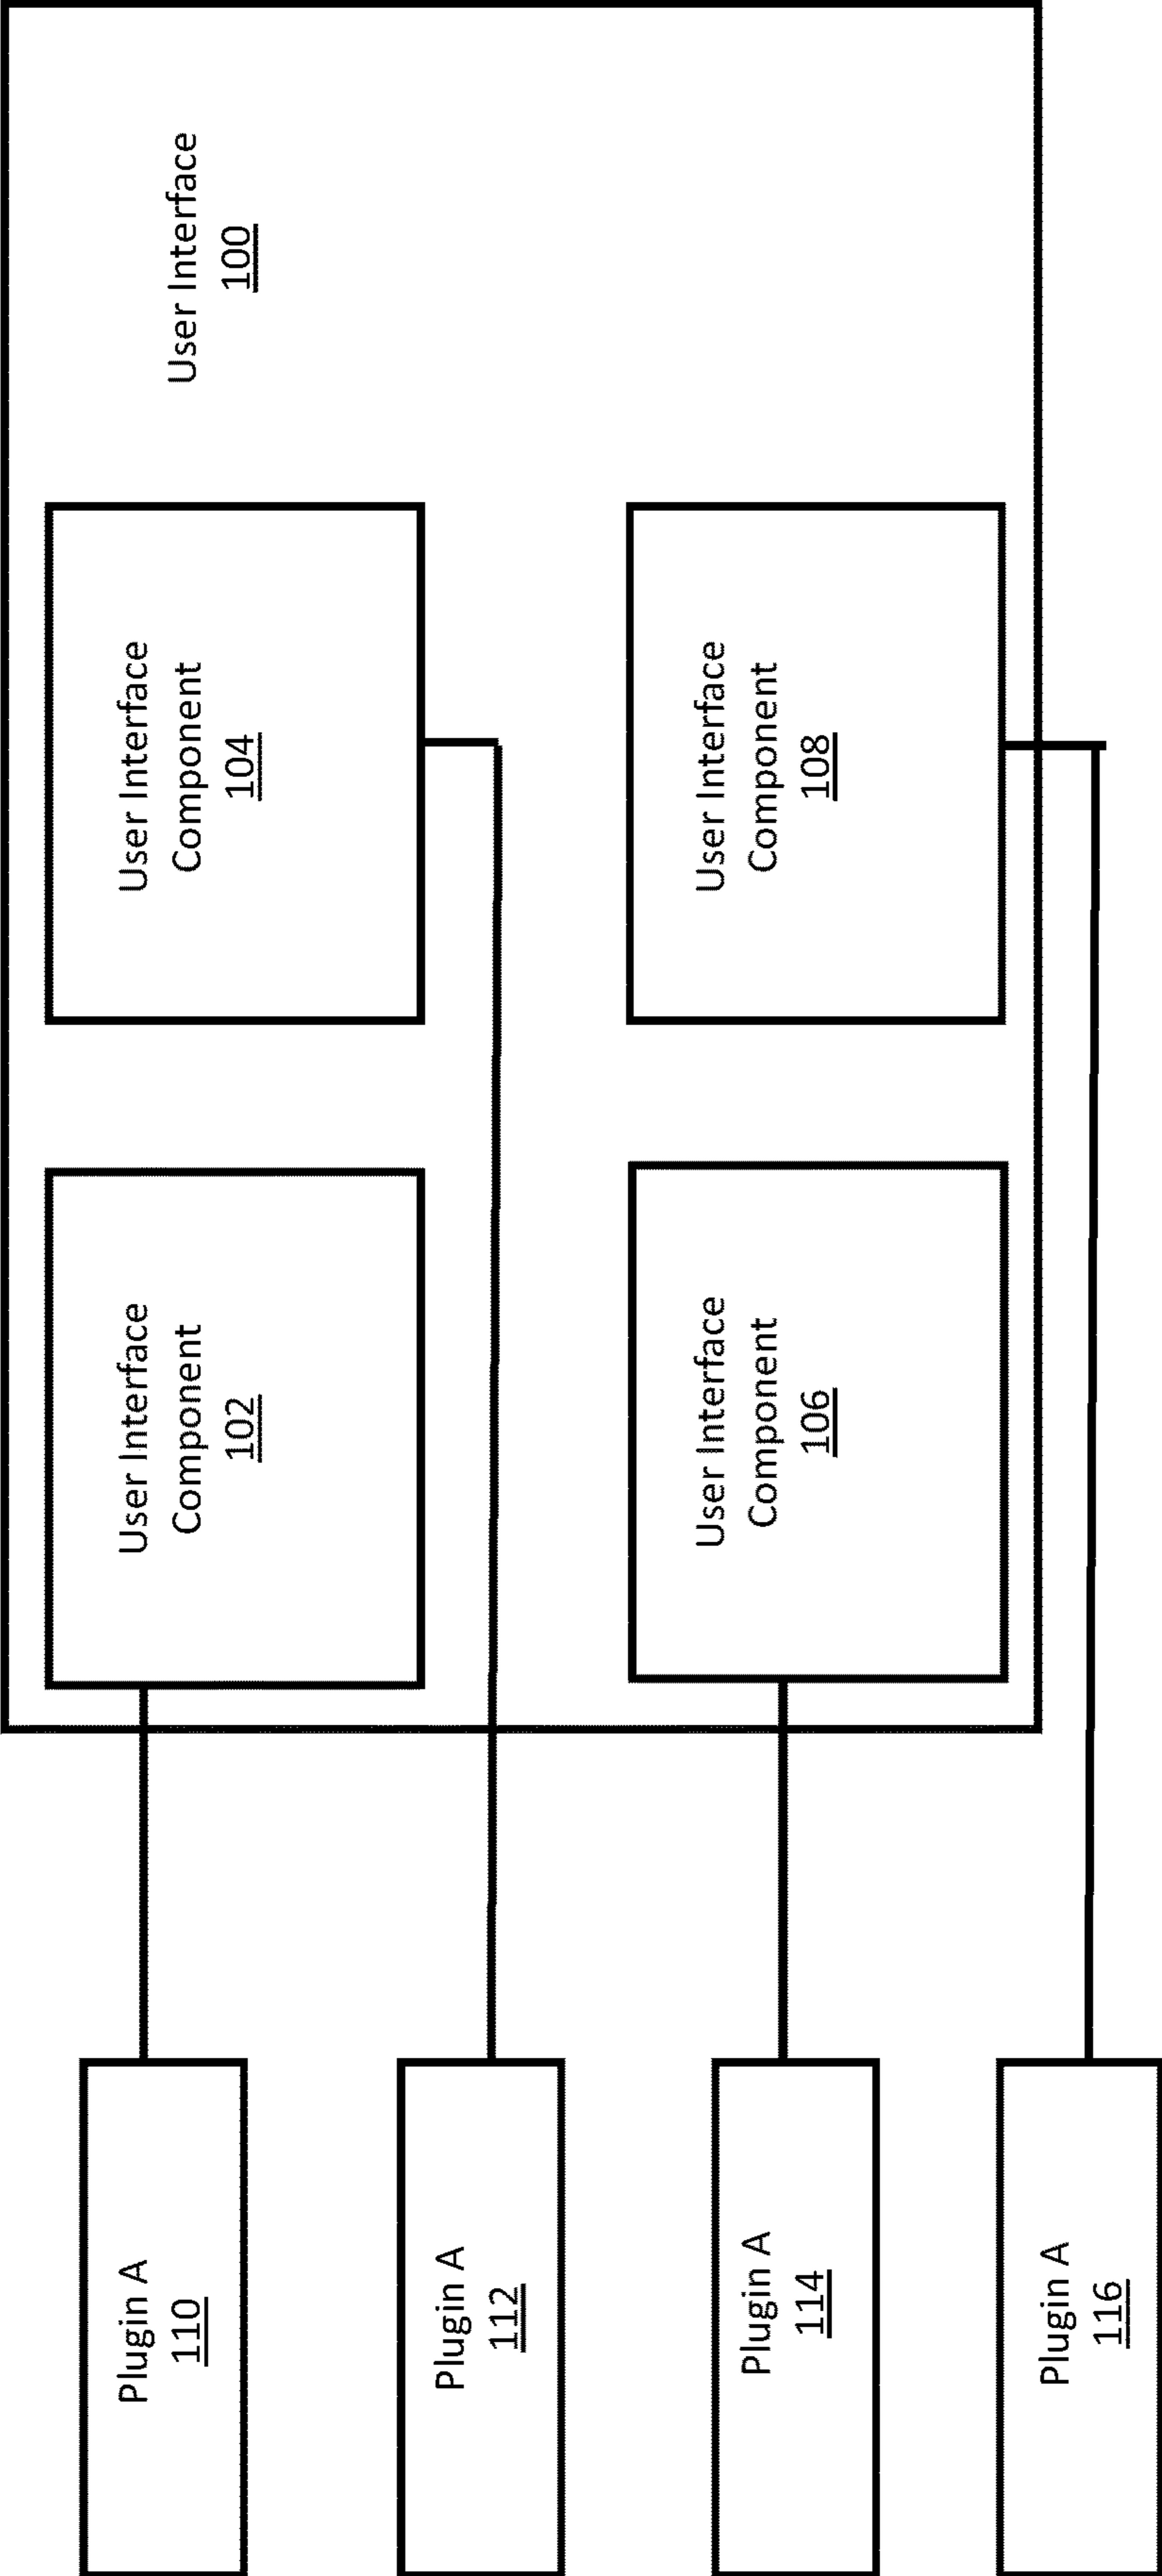 Plugin A
110
Plugin A
112
Plugin A
114
Plugin A
116
User Interface
Component
102
User Interface
Component
106
User Interface
Component
104
User Interface
Component
108
User Interface
100